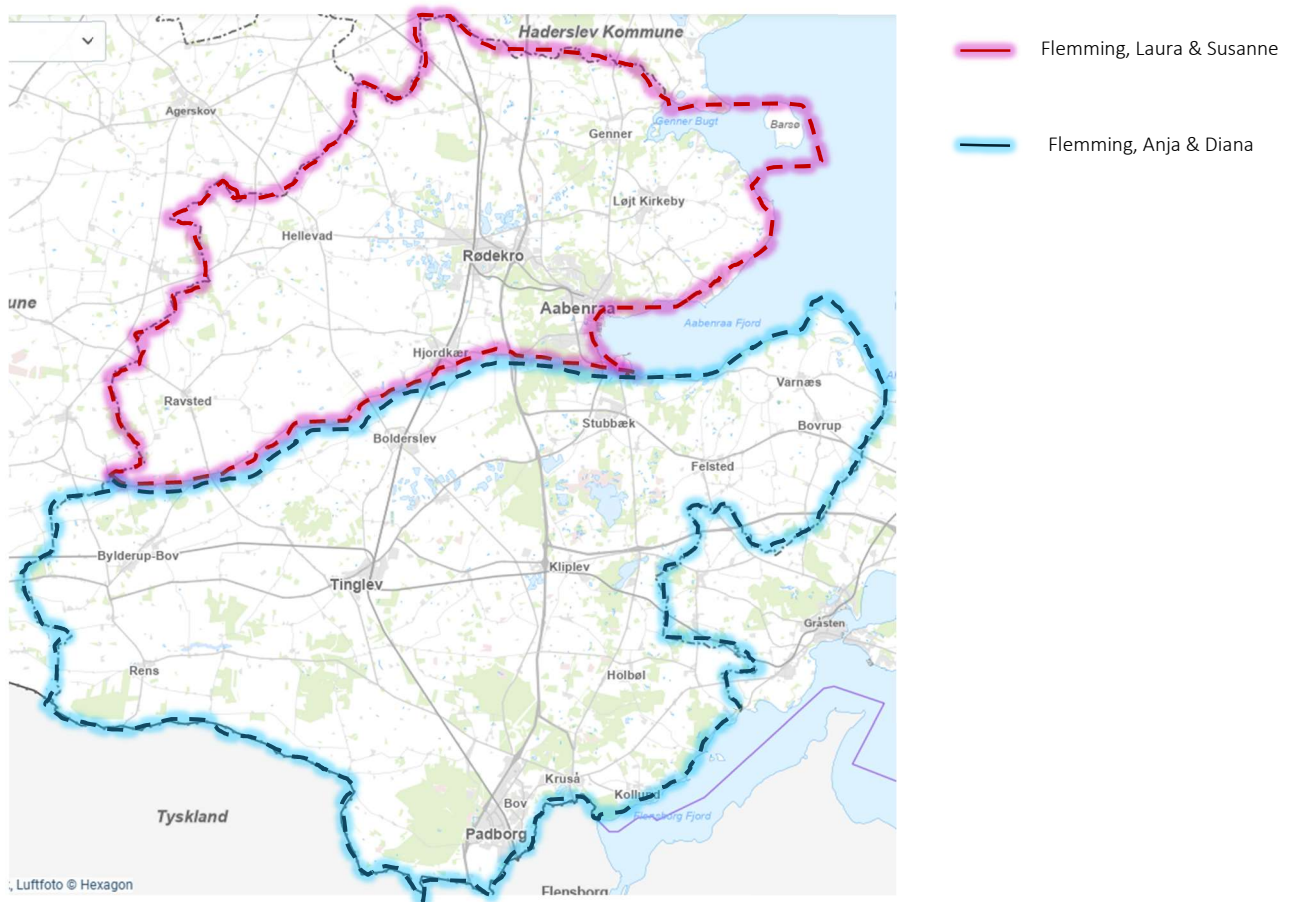 Haderslev Kommune
Flemming, Laura & Susanne
Agerskov
Genner Bugt
Barsø
Genner
Flemming, Anja & Diana
Løjt Kirkeby
Hellevad
Rødekro
une
Aabenraa
Aabenraa Fjord
Hjordkær
Varnæs
Ravsted
Stubbæk
Bovrup
Bolderslev
Felsted
Bylderup-Bov
Kliplev
Tinglev
Gråsten
Rens
Holbøl
Kruså
Kollund
Bov
Tyskland
Flensborg Fjord
Padborg
, Luftfoto © Hexagon
Flensborg